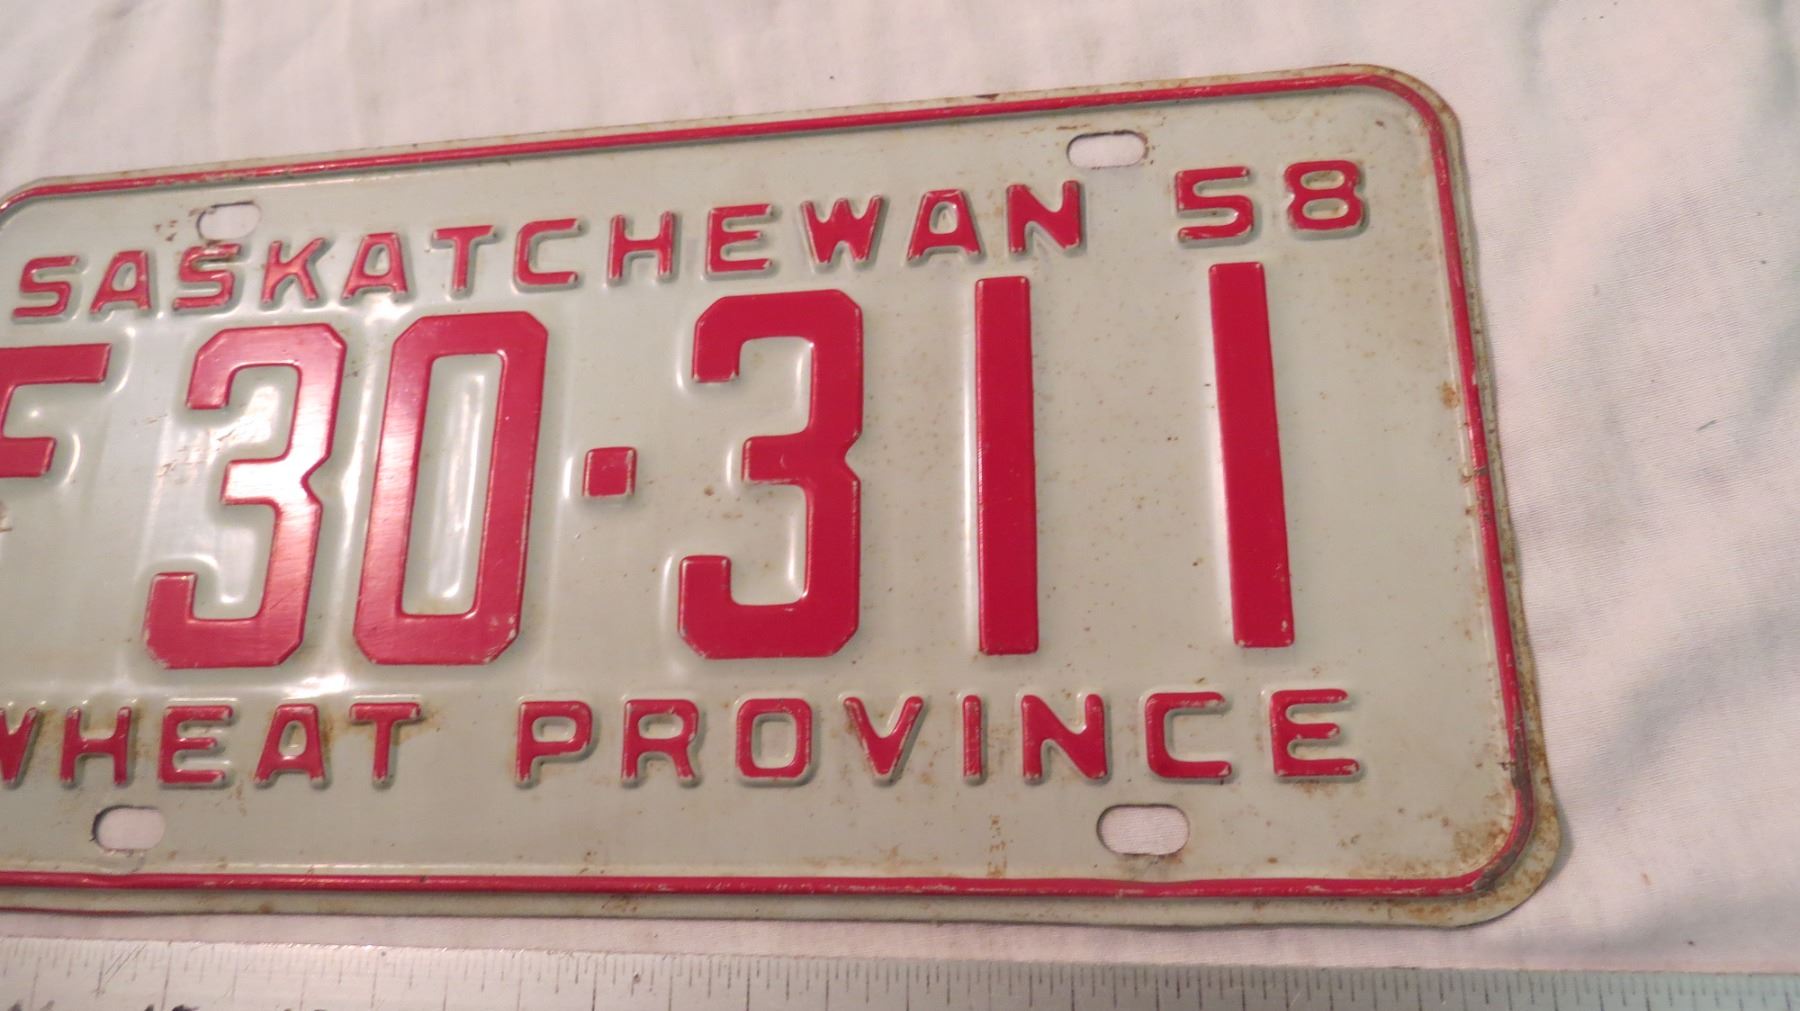 SASKATCHEWAN 58
F 30·311
WHEAT PROVINCE